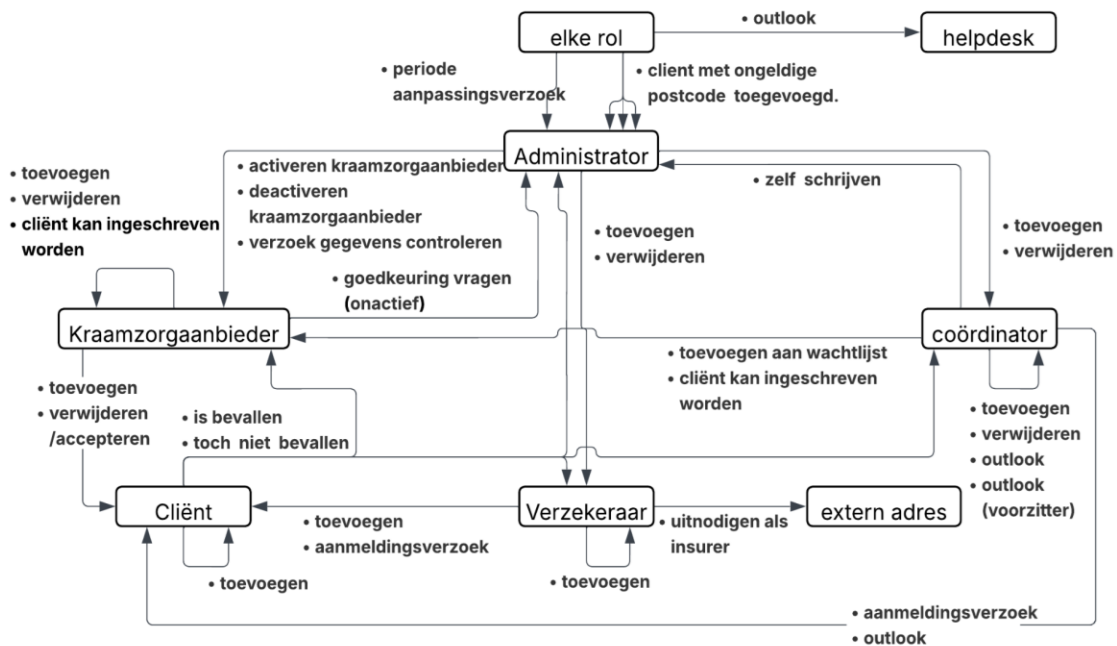 • outlook
elke rol
helpdesk
• periode
aanpassingsverzoek
• client met ongeldige
postcode toegevoegd.
Administrator
• toevoegen
• verwijderen
• cliënt kan ingeschreven
worden
• activeren kraamzorgaanbieder
• deactiveren
kraamzorgaanbieder
• verzoek gegevens controleren
• zelf schrijven
• toevoegen
• verwijderen
• toevoegen
• verwijderen
• goedkeuring vragen
(onactief)
Kraamzorgaanbieder
coördinator
• toevoegen
• verwijderen
/accepteren
• is bevallen
• toch niet bevallen
• toevoegen aan wachtlijst
• cliënt kan ingeschreven
worden
• toevoegen
• verwijderen
• outlook
• outlook
(voorzitter)
Cliënt
Verzekeraar
extern adres
• toevoegen
• aanmeldingsverzoek
• uitnodigen als
insurer
• toevoegen
• toevoegen
• aanmeldingsverzoek
• outlook